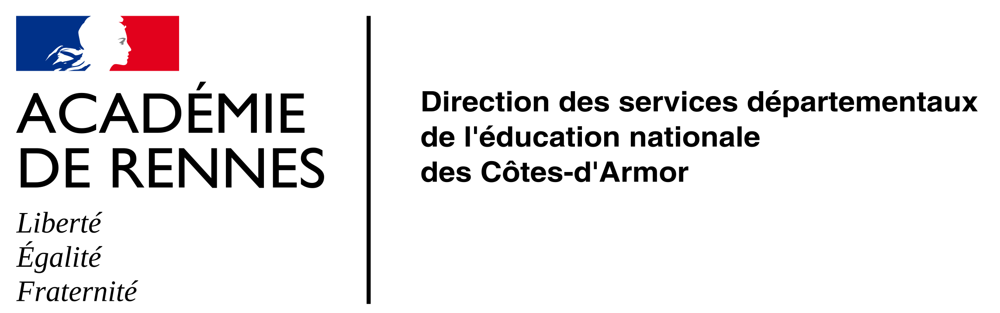 ACADÉMIE
DE RENNES
Liberté
Égalité
Fraternité
Direction des services départementaux
de l'éducation nationale
des Côtes-d'Armor